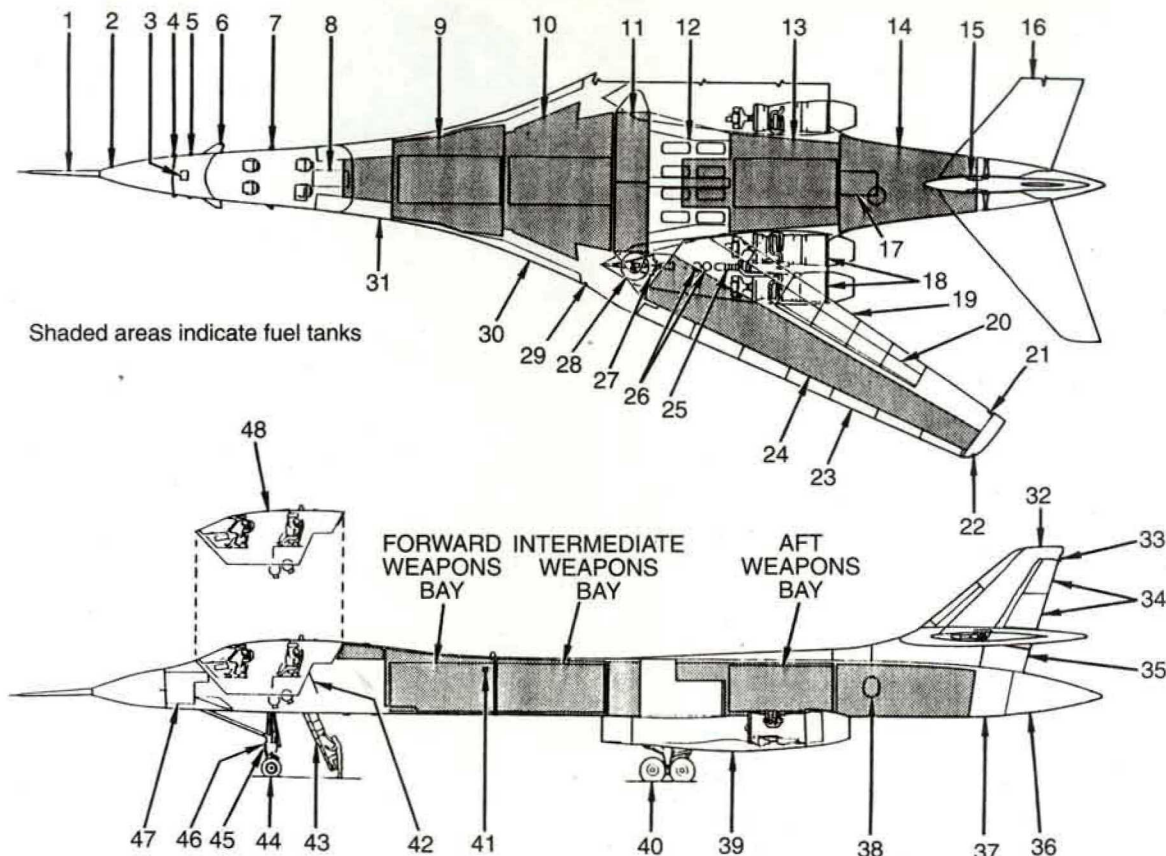 1 2 3 4 5 6 7 8 9 10 11 12 13 14 15 16
17
18
19
20
21
31 30 29 28 27 26 25 24 23 22
Shaded areas indicate fuel tanks
48
FORWARD WEAPONS BAY
INTERMEDIATE WEAPONS BAY
AFT WEAPONS BAY
32
33
34
35
47 46 45 44 43 42 41 40 39 38 37 36